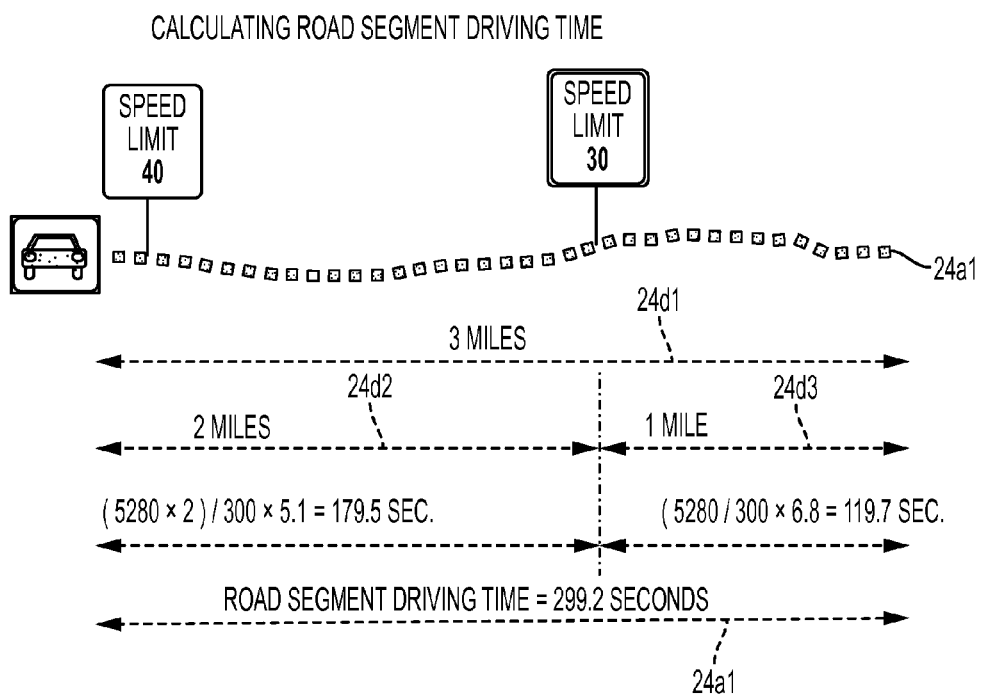 CALCULATING ROAD SEGMENT DRIVING TIME
SPEED
LIMIT
40
SPEED
LIMIT
30
24a1
24d1
3 MILES
24d2
24d3
2 MILES
1 MILE
( 5280 × 2 ) / 300 × 5.1 = 179.5 SEC.
( 5280 / 300 × 6.8 = 119.7 SEC.
ROAD SEGMENT DRIVING TIME = 299.2 SECONDS
24a1